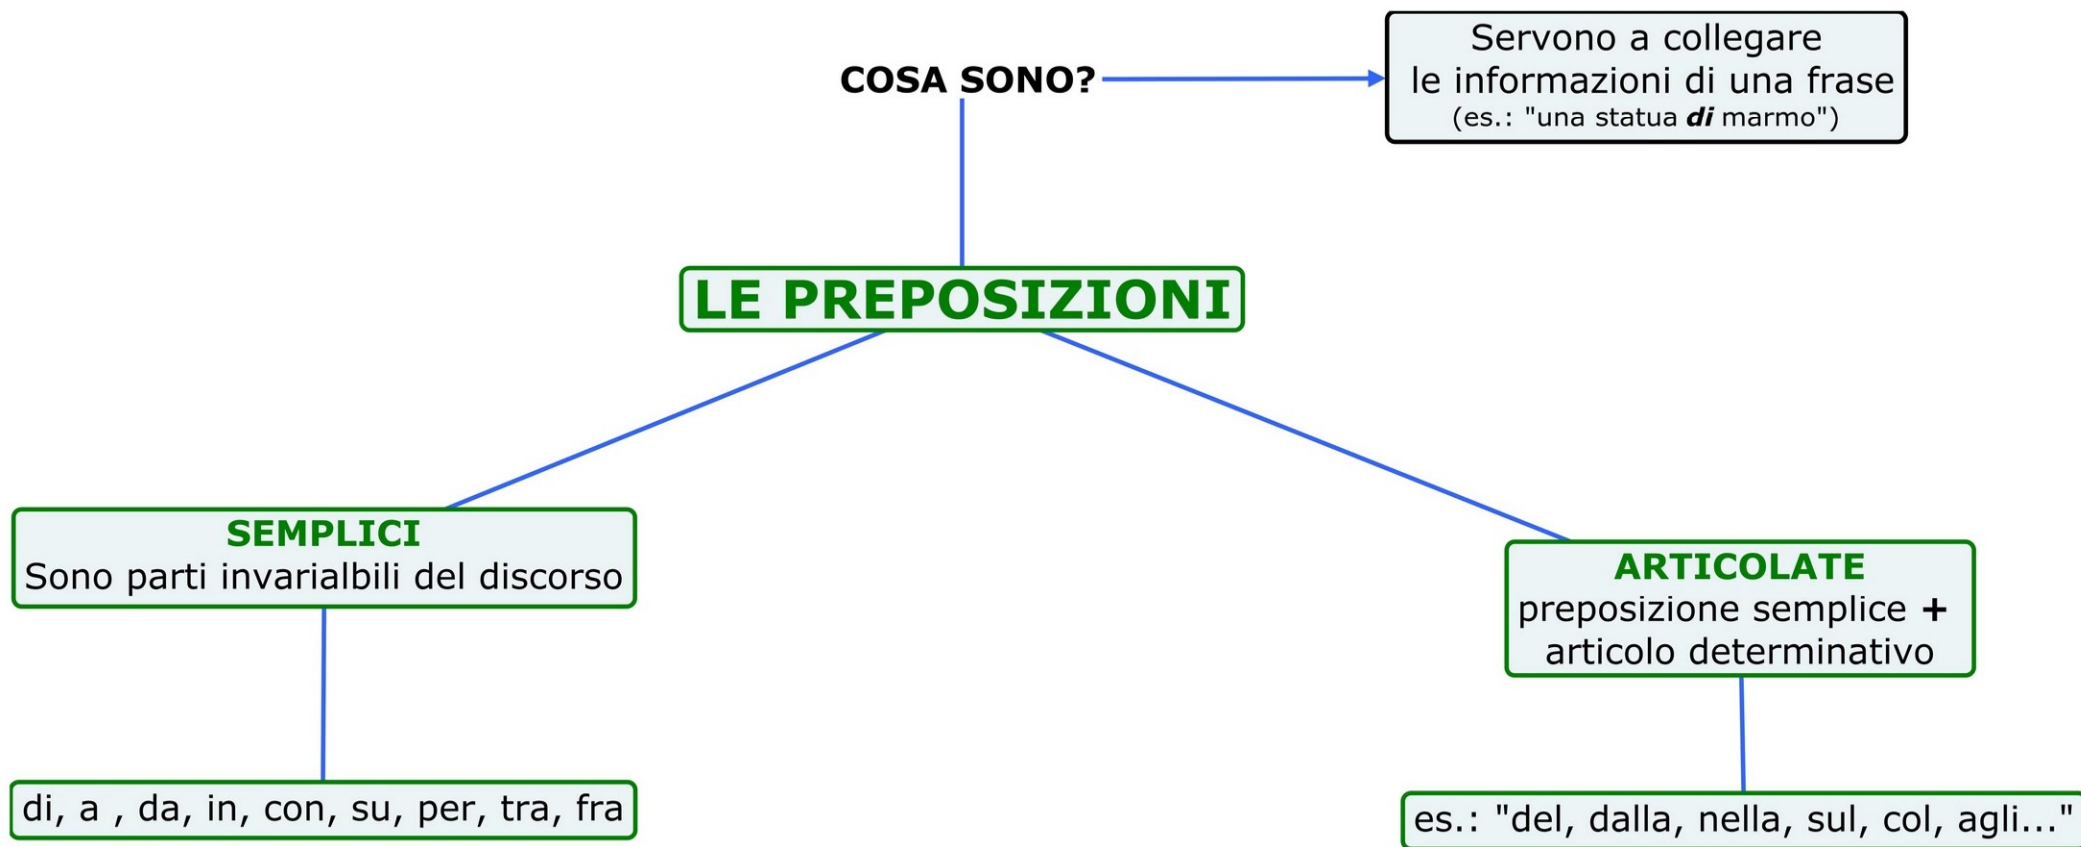 COSA SONO?
Servono a collegare
le informazioni di una frase
(es.: "una statua di marmo")
LE PREPOSIZIONI
SEMPLICI
Sono parti invarialbili del discorso
di, a , da, in, con, su, per, tra, fra
ARTICOLATE
preposizione semplice +
articolo determinativo
es.: "del, dalla, nella, sul, col, agli..."